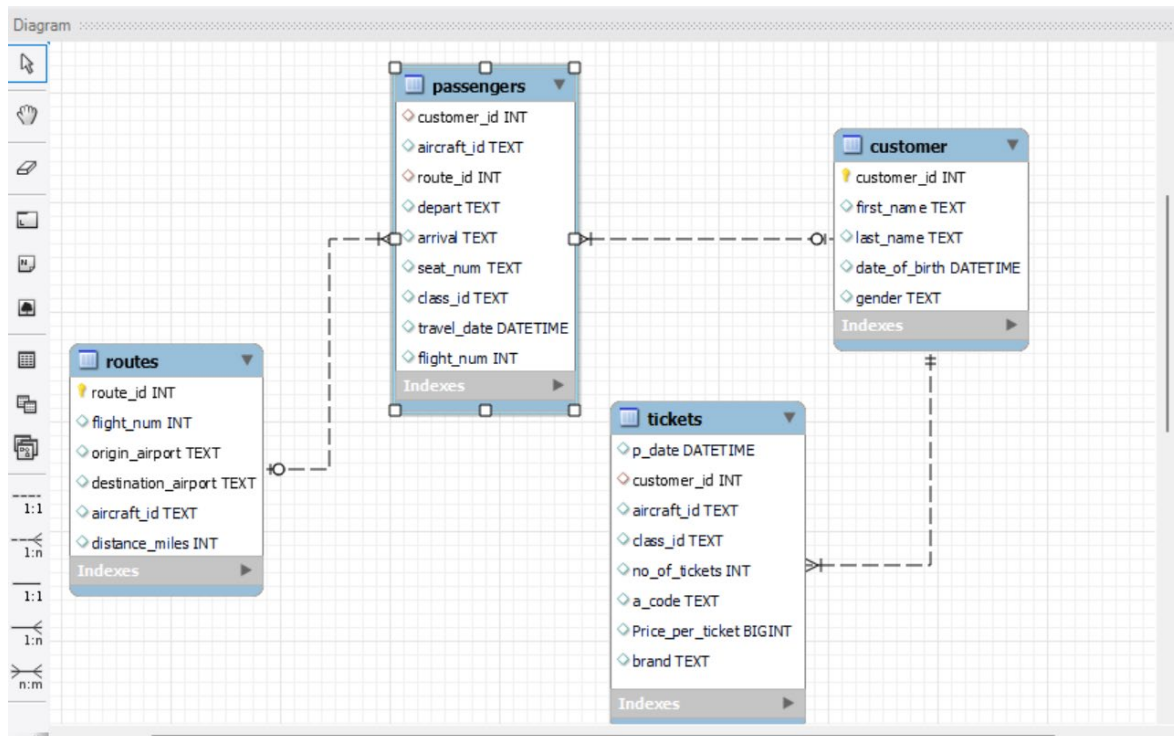 Diagram
passengers
customer_id INT
aircraft_id TEXT
route_id INT
depart TEXT
arrival TEXT
seat_num TEXT
class_id TEXT
travel_date DATETIME
flight_num INT
Indexes
customer
customer_id INT
first_name TEXT
last_name TEXT
date_of_birth DATETIME
gender TEXT
Indexes
routes
route_id INT
flight_num INT
origin_airport TEXT
destination_airport TEXT
aircraft_id TEXT
distance_miles INT
Indexes
tickets
p_date DATETIME
customer_id INT
aircraft_id TEXT
class_id TEXT
no_of_tickets INT
a_code TEXT
Price_per_ticket BIGINT
brand TEXT
Indexes
1:1
1:n
1:1
1:n
n:m